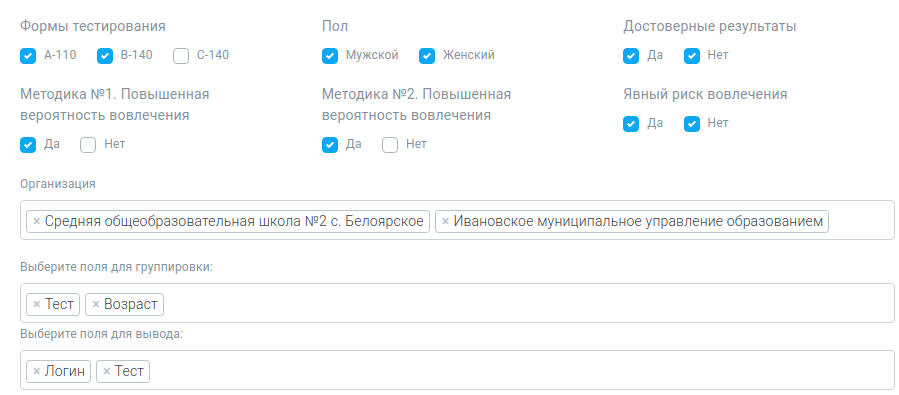 Формы тестирования
А-110 В-140 С-140
Пол
Мужской Женский
Достоверные результаты
Да Нет
Методика №1. Повышенная
вероятность вовлечения
Да Нет
Методика №2. Повышенная
вероятность вовлечения
Да Нет
Явный риск вовлечения
Да Нет
Организация
× Средняя общеобразовательная школа №2 с. Белоярское × Ивановское муниципальное управление образованием
Выберите поля для группировки:
× Тест × Возраст
Выберите поля для вывода:
× Логин × Тест